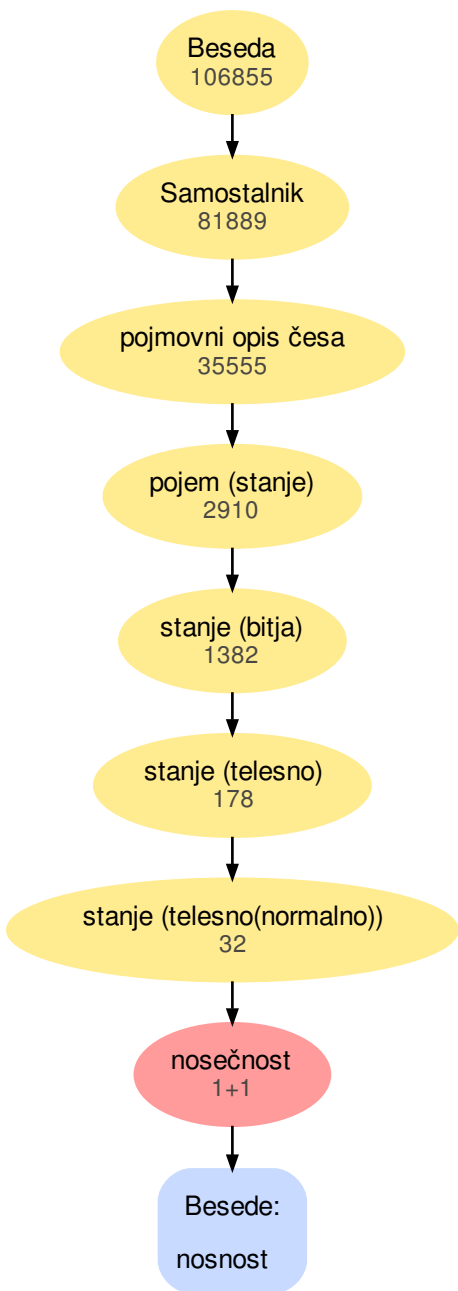 Beseda
106855
Samostalnik
81889
pojmovni opis česa
35555
pojem (stanje)
2910
stanje (bitja)
1382
stanje (telesno)
178
stanje (telesno(normalno))
32
nosečnost
1+1
Besede:
nosnost